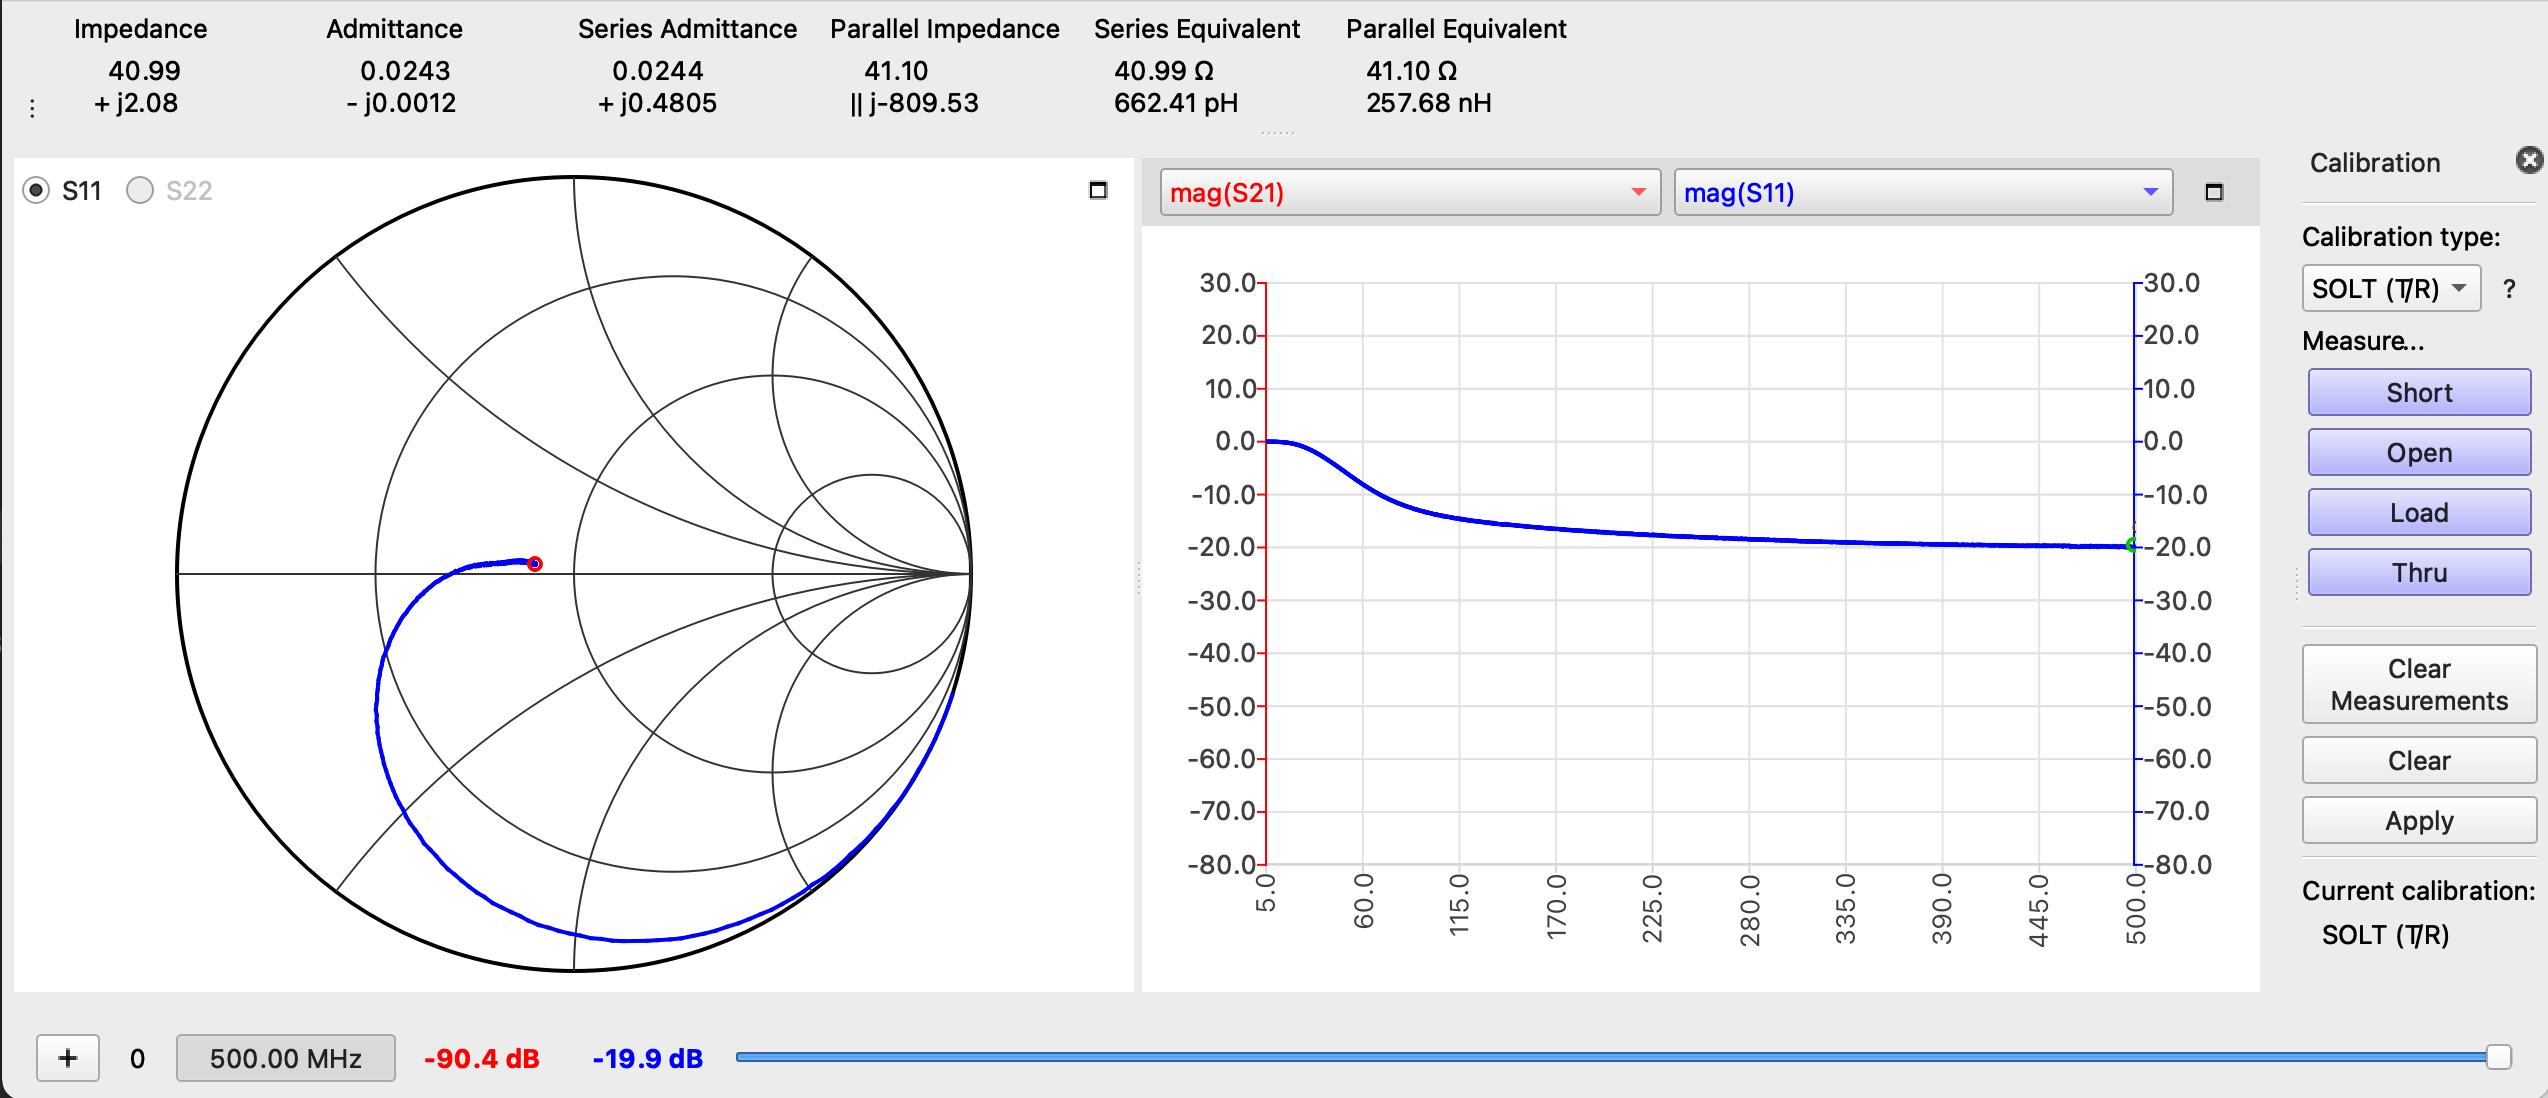 Impedance Admittance Series Admittance Parallel Impedance Series Equivalent Parallel Equivalent
40.99 0.0243 0.0244 41.10 40.99 Ω 41.10 Ω
+ j2.08 - j0.0012 + j0.4805 || j-809.53 662.41 pH 257.68 nH
S11 S22
mag(S21) mag(S11)
30.0 30.0
20.0 20.0
10.0 10.0
0.0 0.0
-10.0 -10.0
-20.0 -20.0
-30.0 -30.0
-40.0 -40.0
-50.0 -50.0
-60.0 -60.0
-70.0 -70.0
-80.0 -80.0
5.0 60.0 115.0 170.0 225.0 280.0 335.0 390.0 445.0 500.0
Calibration
Calibration type:
SOLT (T/R) ?
Measure...
Short
Open
Load
Thru
Clear
Measurements
Clear
Apply
Current calibration:
SOLT (T/R)
+ 0 500.00 MHz -90.4 dB -19.9 dB